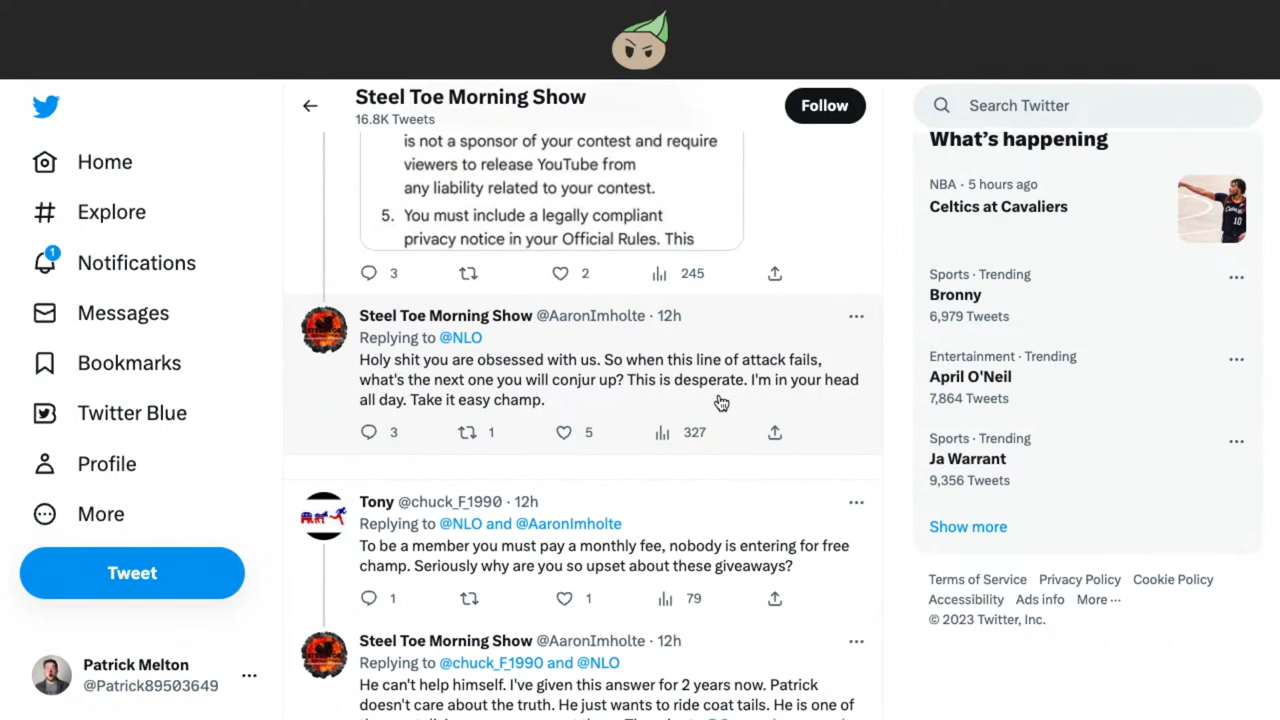 Steel Toe Morning Show
16.8K Tweets
Follow
Search Twitter
Home
Explore
1
Notifications
Messages
Bookmarks
Twitter Blue
Profile
More
Tweet
Patrick Melton
@Patrick89503649
is not a sponsor of your contest and require
viewers to release YouTube from
any liability related to your contest.
5. You must include a legally compliant
privacy notice in your Official Rules. This
3 2 245
Steel Toe Morning Show @AaronImholte · 12h
Replying to @NLO
Holy shit you are obsessed with us. So when this line of attack fails,
what's the next one you will conjur up? This is desperate. I'm in your head
all day. Take it easy champ.
3 1 5 327
Tony @chuck_F_1990 · 12h
Replying to @NLO and @AaronImholte
To be a member you must pay a monthly fee, nobody is entering for free
champ. Seriously why are you so upset about these giveaways?
1 1 79
Steel Toe Morning Show @AaronImholte · 12h
Replying to @chuck_F_1990 and @NLO
He can't help himself. I've given this answer for 2 years now. Patrick
doesn't care about the truth. He just wants to ride coat tails. He is one of
What's happening
NBA · 5 hours ago
Celtics at Cavaliers
Sports · Trending
Bronny
6,979 Tweets
Entertainment · Trending
April O'Neil
7,864 Tweets
Sports · Trending
Ja Warrant
9,356 Tweets
Show more
Terms of Service Privacy Policy Cookie Policy
Accessibility Ads info More ···
© 2023 Twitter, Inc.